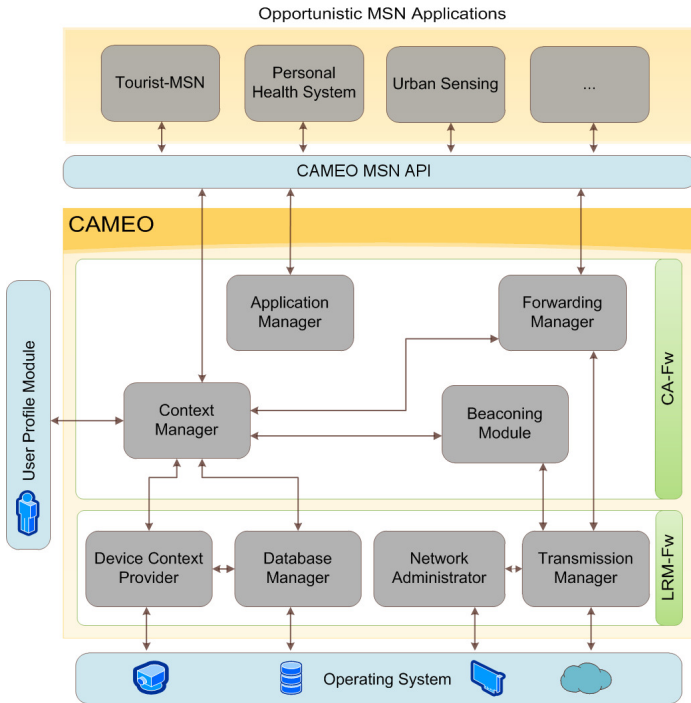 Opportunistic MSN Applications
Tourist-MSN
Personal
Health System
Urban Sensing
...
CAMEO MSN API
CAMEO
Application
Manager
Forwarding
Manager
CA-Fw
User Profile Module
Context
Manager
Beaconing
Module
Device Context
Provider
Database
Manager
Network
Administrator
Transmission
Manager
LRM-Fw
Operating System